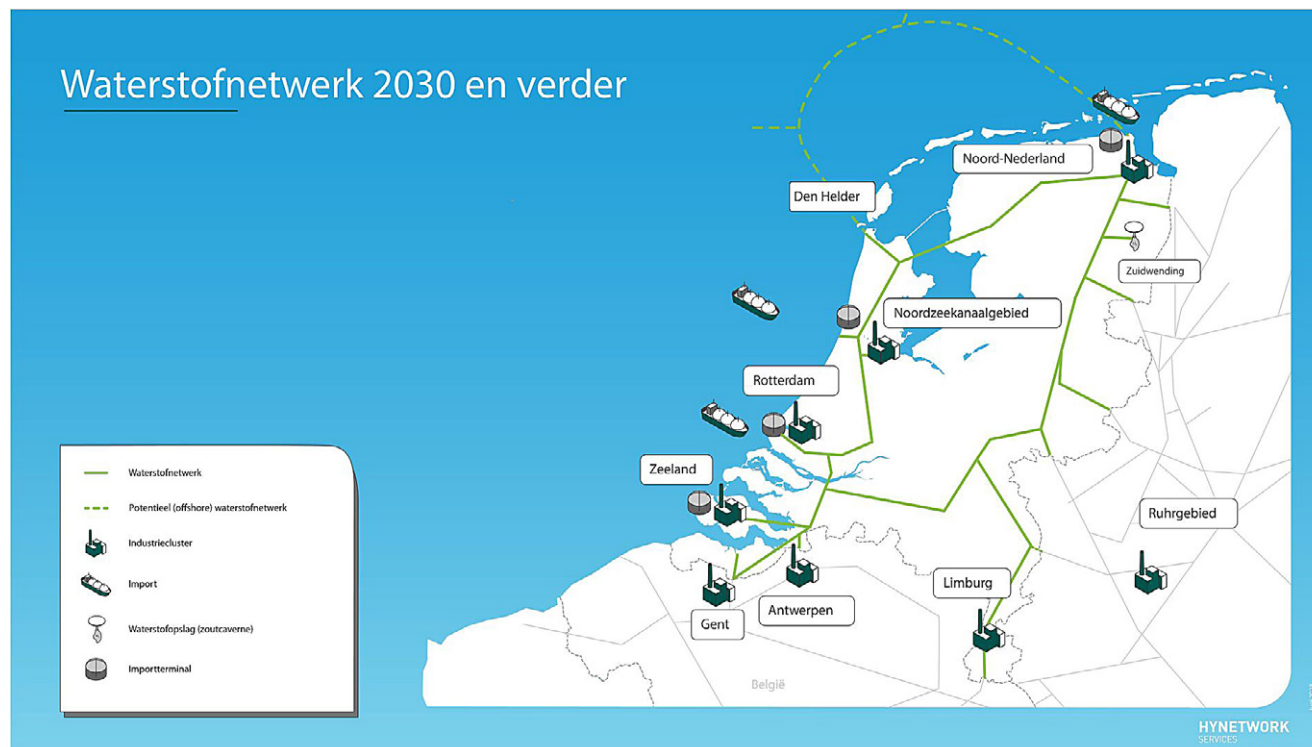 Waterstofnetwerk 2030 en verder
Noord-Nederland
Den Helder
Zuidwending
Noordzeekanaalgebied
Rotterdam
Zeeland
Ruhrgebied
Limburg
Antwerpen
Gent
België
Waterstofnetwerk
Potentieel (offshore) waterstofnetwerk
Industriecluster
Import
Waterstofopslag (zoutcaverne)
Importterminal
HYNETWORK
SERVICES